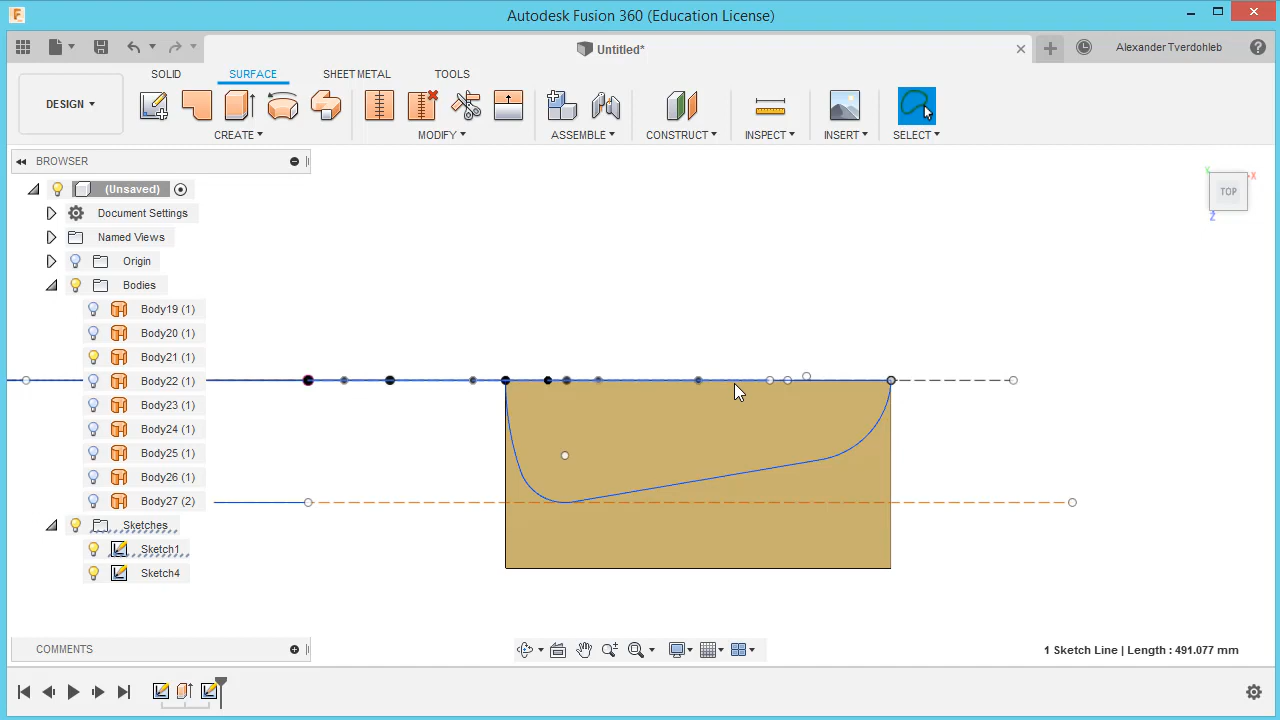 Autodesk Fusion 360 (Education License)
Untitled*
Alexander Tverdohleb
SOLID SURFACE SHEET METAL TOOLS
DESIGN
CREATE MODIFY ASSEMBLE CONSTRUCT INSPECT INSERT SELECT
BROWSER
(Unsaved)
Document Settings
Named Views
Origin
Bodies
Body19 (1)
Body20 (1)
Body21 (1)
Body22 (1)
Body23 (1)
Body24 (1)
Body25 (1)
Body26 (1)
Body27 (2)
Sketches
Sketch1
Sketch4
Y
X
TOP
Z
COMMENTS
1 Sketch Line | Length : 491.077 mm